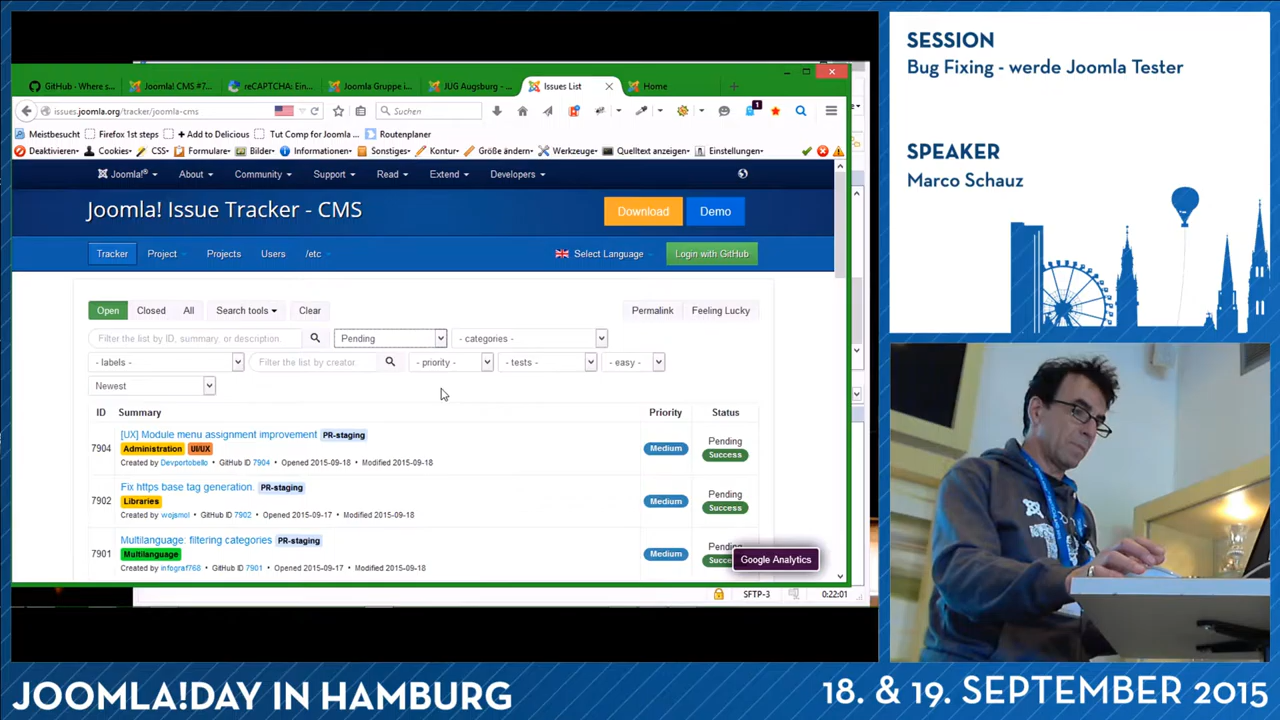 GitHub - Where s...
Joomla! CMS #7...
reCAPTCHA: Ein...
Joomla Gruppe i...
JUG Augsburg - ...
Issues List
Home
issues.joomla.org/tracker/joomla-cms
Suchen
1
Meistbesucht
Firefox 1st steps
+ Add to Delicious
Tut Comp for Joomla ...
Routenplaner
Deaktivieren
Cookies
CSS
Formulare
Bilder
Informationen
Sonstiges
Kontur
Größe ändern
Werkzeuge
Quelltext anzeigen
Einstellungen
Joomla!®
About
Community
Support
Read
Extend
Developers
Joomla! Issue Tracker - CMS
Download
Demo
Tracker
Project
Projects
Users
/etc
Select Language
Login with GitHub
Open
Closed
All
Search tools
Clear
Permalink
Feeling Lucky
Filter the list by ID, summary, or description.
Pending
- categories -
- labels -
Filter the list by creator.
- priority -
- tests -
- easy -
Newest
ID Summary Priority Status
7904
[UX] Module menu assignment improvement PR-staging
Administration UI/UX
Created by Devportobello • GitHub ID 7904 • Opened 2015-09-18 • Modified 2015-09-18
Medium
Pending
Success
7902
Fix https base tag generation. PR-staging
Libraries
Created by wojsmol • GitHub ID 7902 • Opened 2015-09-17 • Modified 2015-09-18
Medium
Pending
Success
7901
Multilanguage: filtering categories PR-staging
Multilanguage
Created by infograf768 • GitHub ID 7901 • Opened 2015-09-17 • Modified 2015-09-18
Medium
Google Analytics
SFTP-3
0:22:01
SESSION
Bug Fixing - werde Joomla Tester
SPEAKER
Marco Schauz
JOOMLA!DAY IN HAMBURG
18. & 19. SEPTEMBER 2015